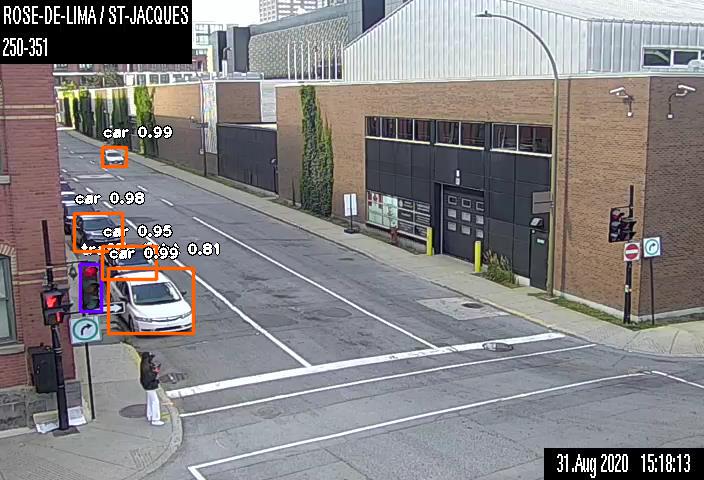 ROSE-DE-LIMA / ST-JACQUES
250-351
car 0.99
car 0.98
car 0.95
0.81
car 0.99
31.Aug 2020 15:18:13